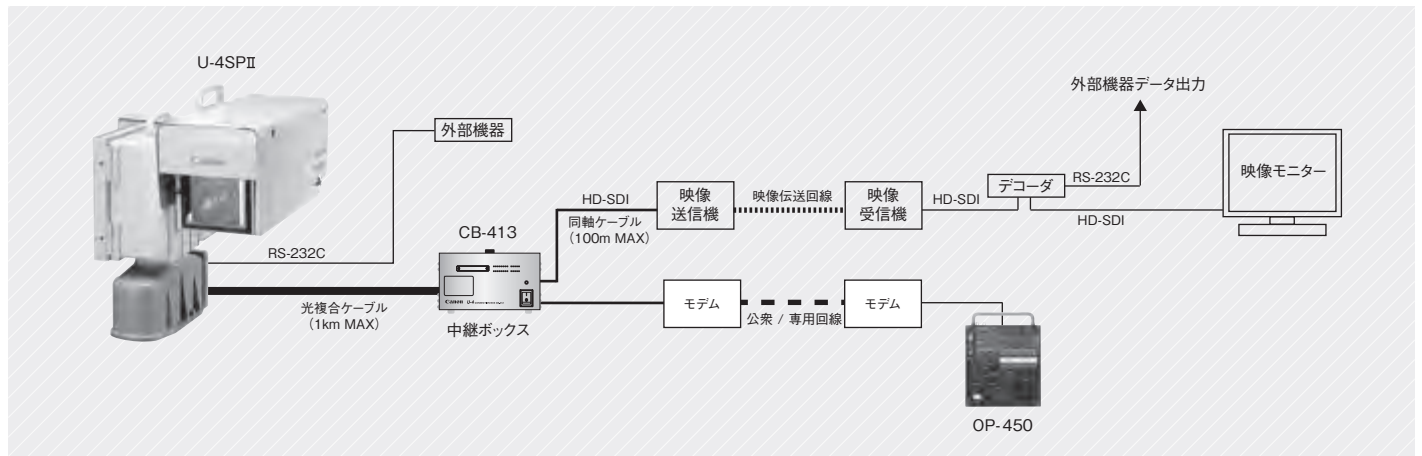 U-4SPⅡ
外部機器
RS-232C
光複合ケーブル
(1km MAX)
CB-413
Canon
中継ボックス
HD-SDI
同軸ケーブル
(100m MAX)
映像
送信機
映像伝送回線
映像
受信機
HD-SDI
デコーダ
RS-232C
外部機器データ出力
HD-SDI
映像モニター
モデム
公衆 / 専用回線
モデム
OP-450